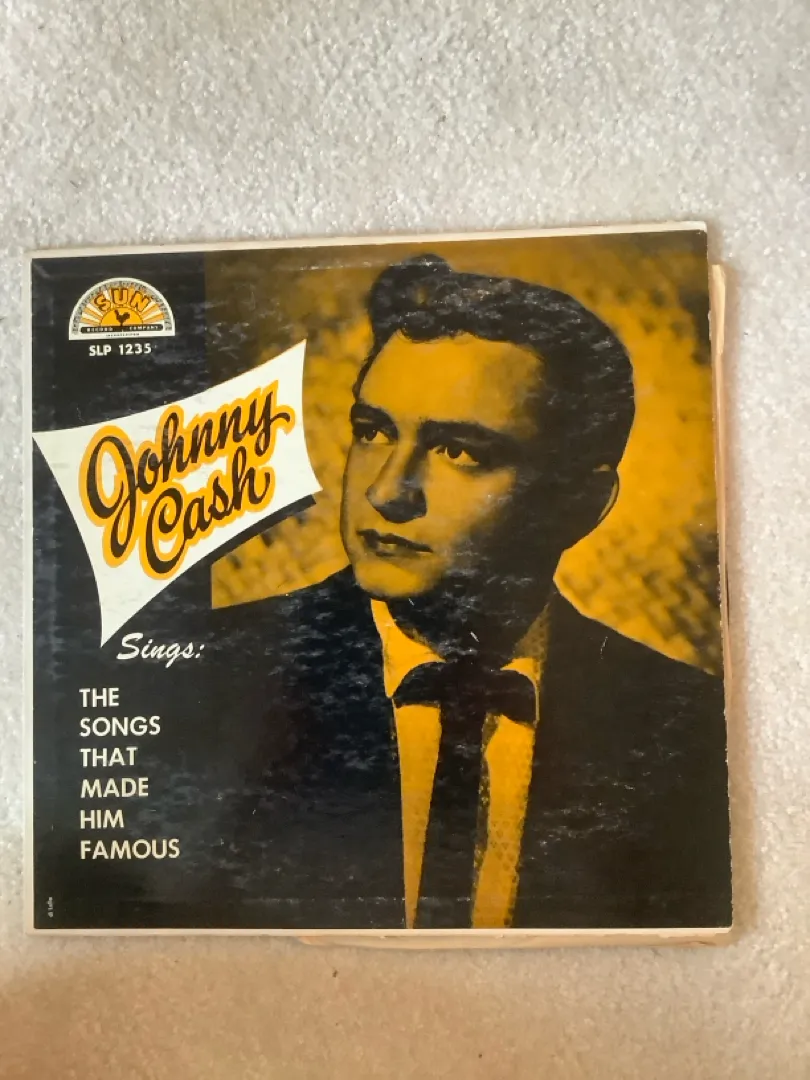 SUN
RECORD COMPANY
SLP 1235
Johnny
Cash
Sings:
THE
SONGS
THAT
MADE
HIM
FAMOUS